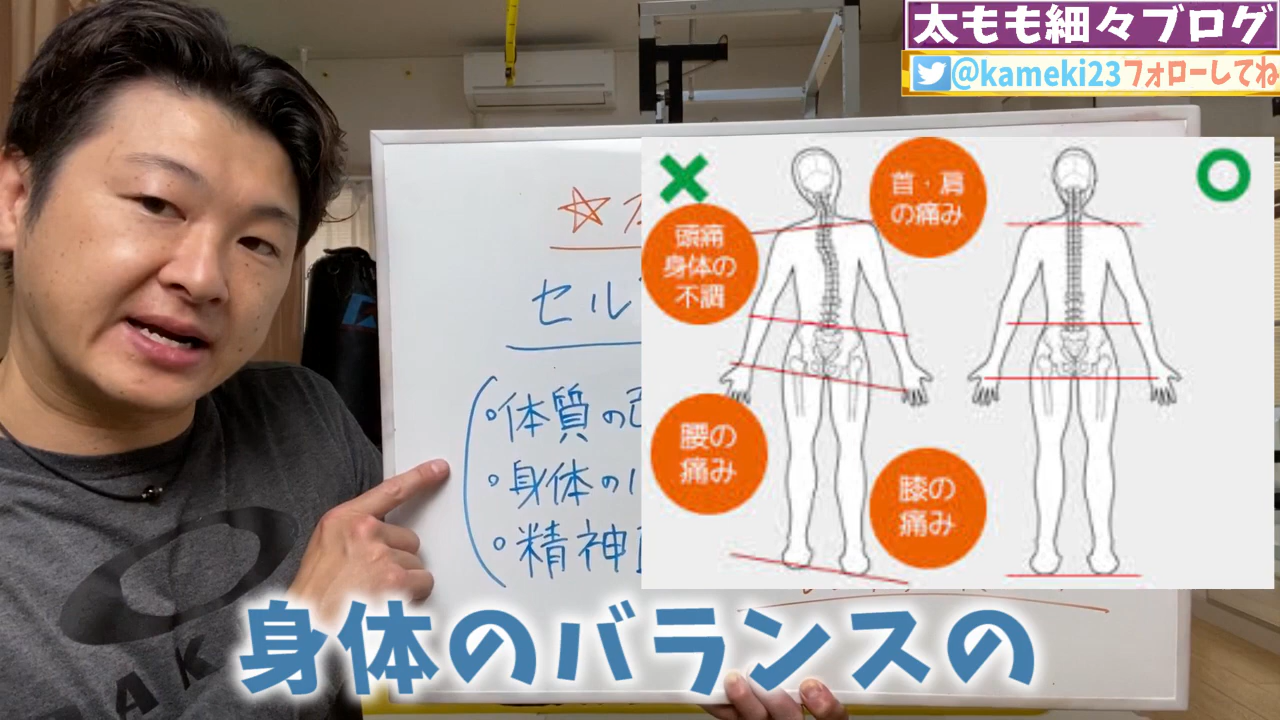 太もも細々ブログ
@kameki23フォローしてね
セル
・体質の
・身体のバ
・精神
首・肩
の痛み
頭痛
身体の
不調
腰の
痛み
膝の
痛み
AK
身体のバランスの